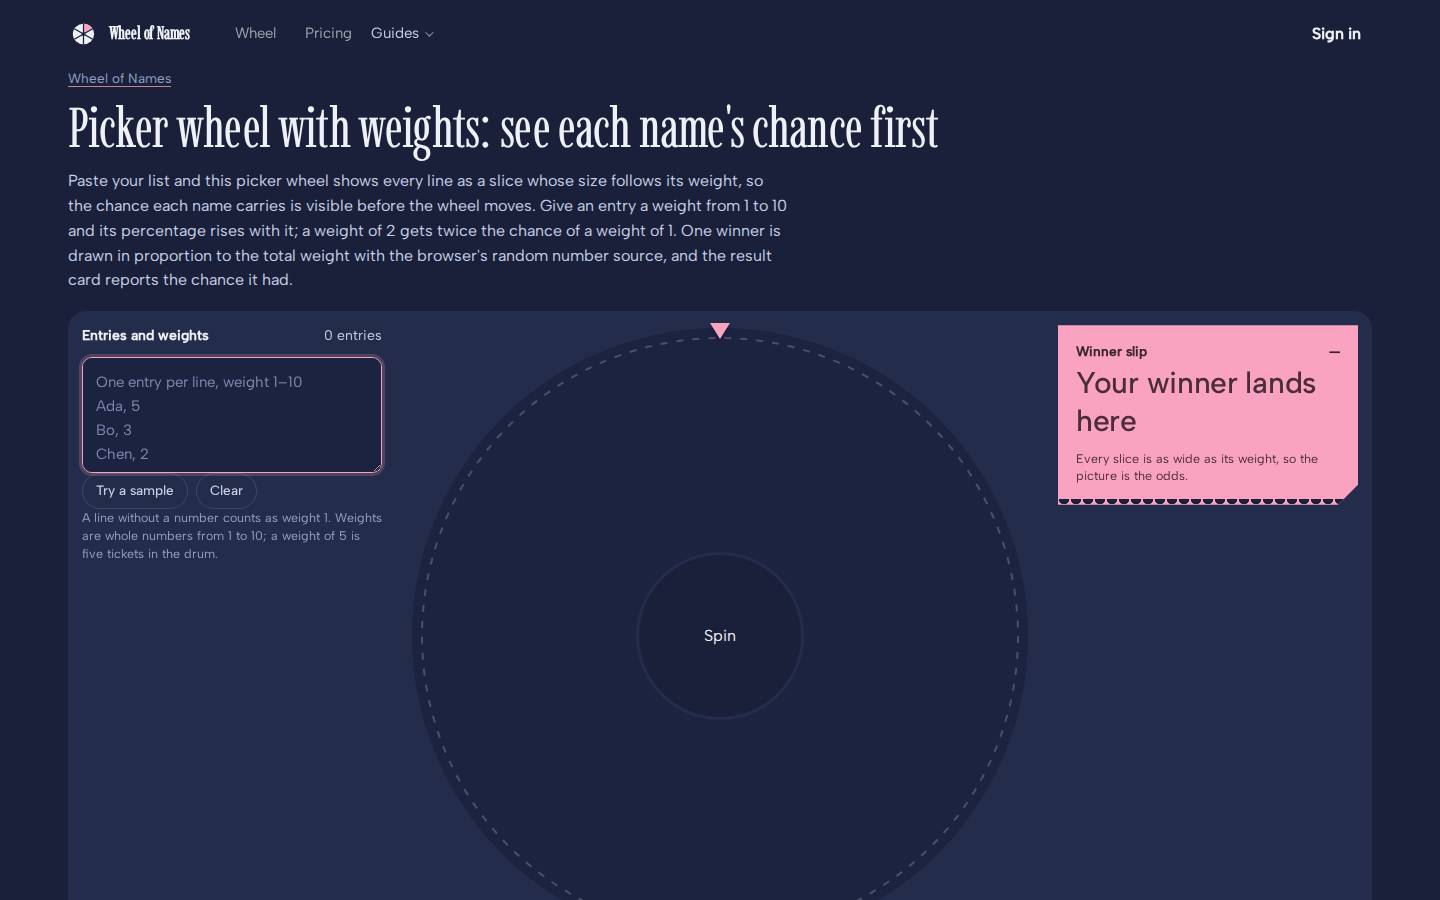 Wheel of Names
Wheel
Pricing
Guides
Sign in
Wheel of Names
Picker wheel with weights: see each name's chance first
Paste your list and this picker wheel shows every line as a slice whose size follows its weight, so
the chance each name carries is visible before the wheel moves. Give an entry a weight from 1 to 10
and its percentage rises with it; a weight of 2 gets twice the chance of a weight of 1. One winner is
drawn in proportion to the total weight with the browser's random number source, and the result
card reports the chance it had.
Entries and weights
0 entries
One entry per line, weight 1–10
Ada, 5
Bo, 3
Chen, 2
Try a sample
Clear
A line without a number counts as weight 1. Weights
are whole numbers from 1 to 10; a weight of 5 is
five tickets in the drum.
Spin
Winner slip
–
Your winner lands
here
Every slice is as wide as its weight, so the
picture is the odds.